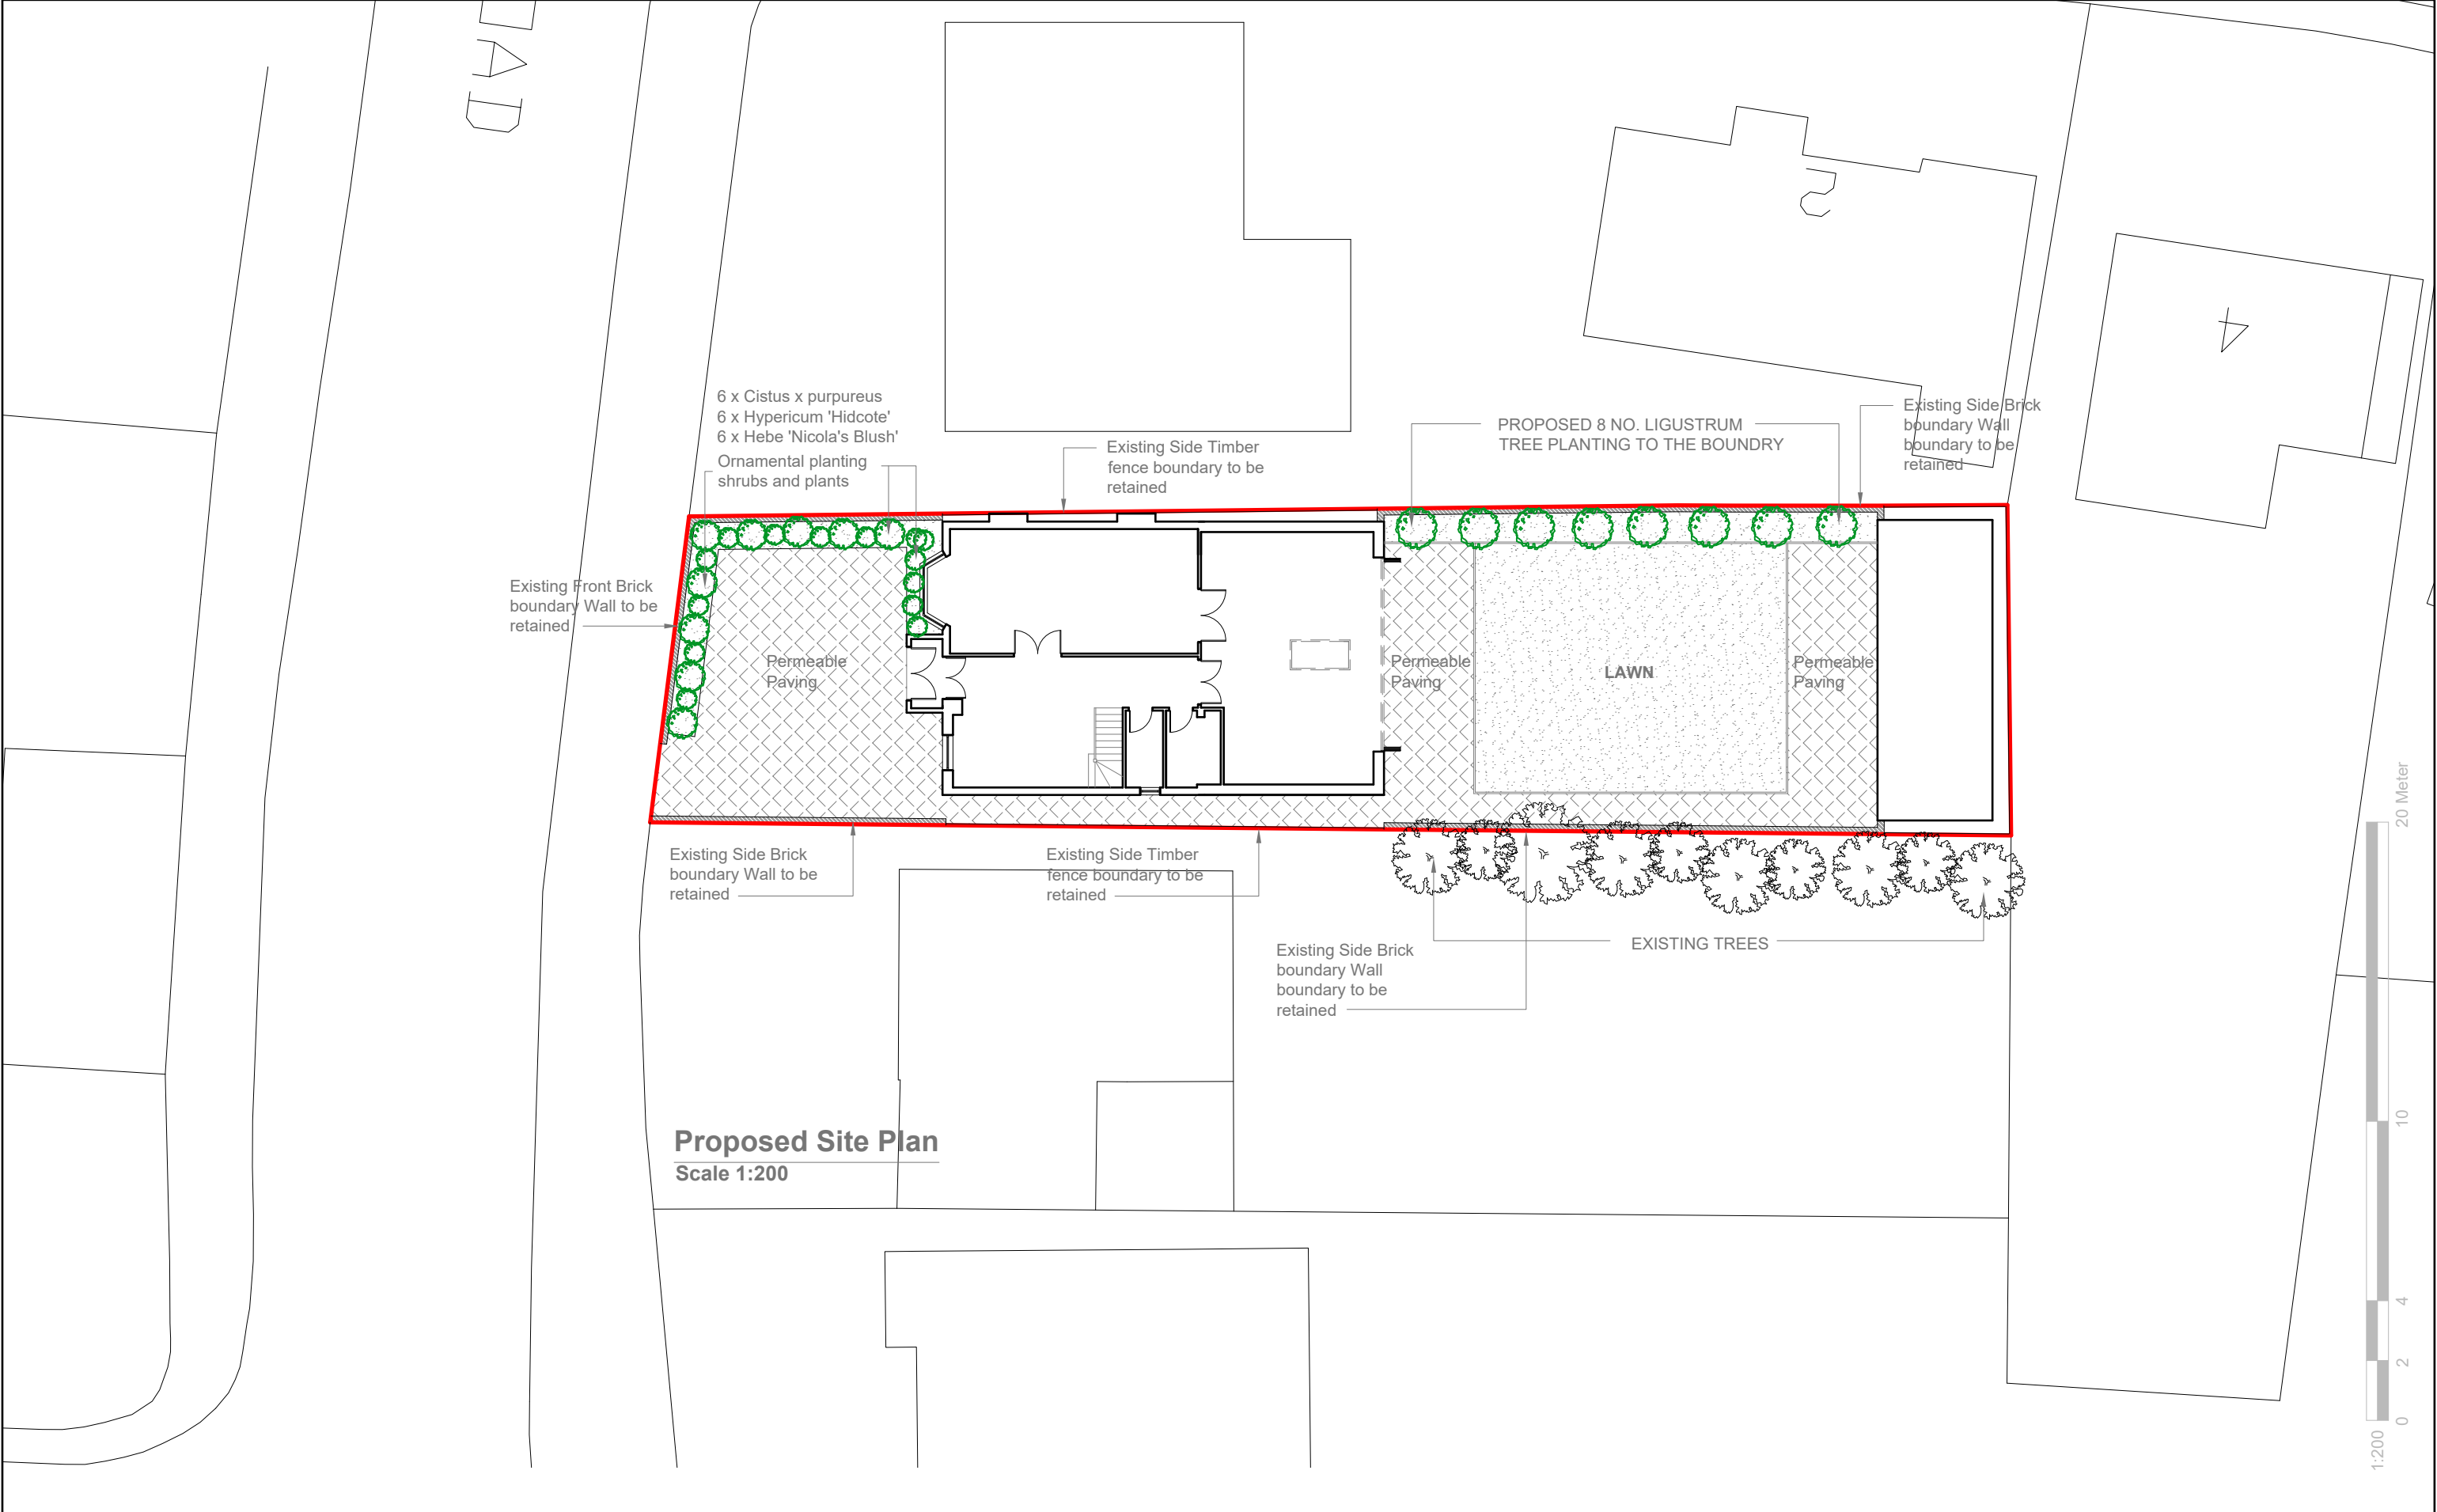 AD
5
4
6 x Cistus x purpureus
6 x Hypericum 'Hidcote'
6 x Hebe 'Nicola's Blush'
Ornamental planting
shrubs and plants
Existing Side Timber
fence boundary to be
retained
PROPOSED 8 NO. LIGUSTRUM
TREE PLANTING TO THE BOUNDRY
Existing Side Brick
boundary Wall
boundary to be
retained
Existing Front Brick
boundary Wall to be
retained
Permeable
Paving
Permeable
Paving
LAWN
Permeable
Paving
Existing Side Brick
boundary Wall to be
retained
Existing Side Timber
fence boundary to be
retained
Existing Side Brick
boundary Wall
boundary to be
retained
EXISTING TREES
Proposed Site Plan
Scale 1:200
20 Meter
10
4
2
0
1:200